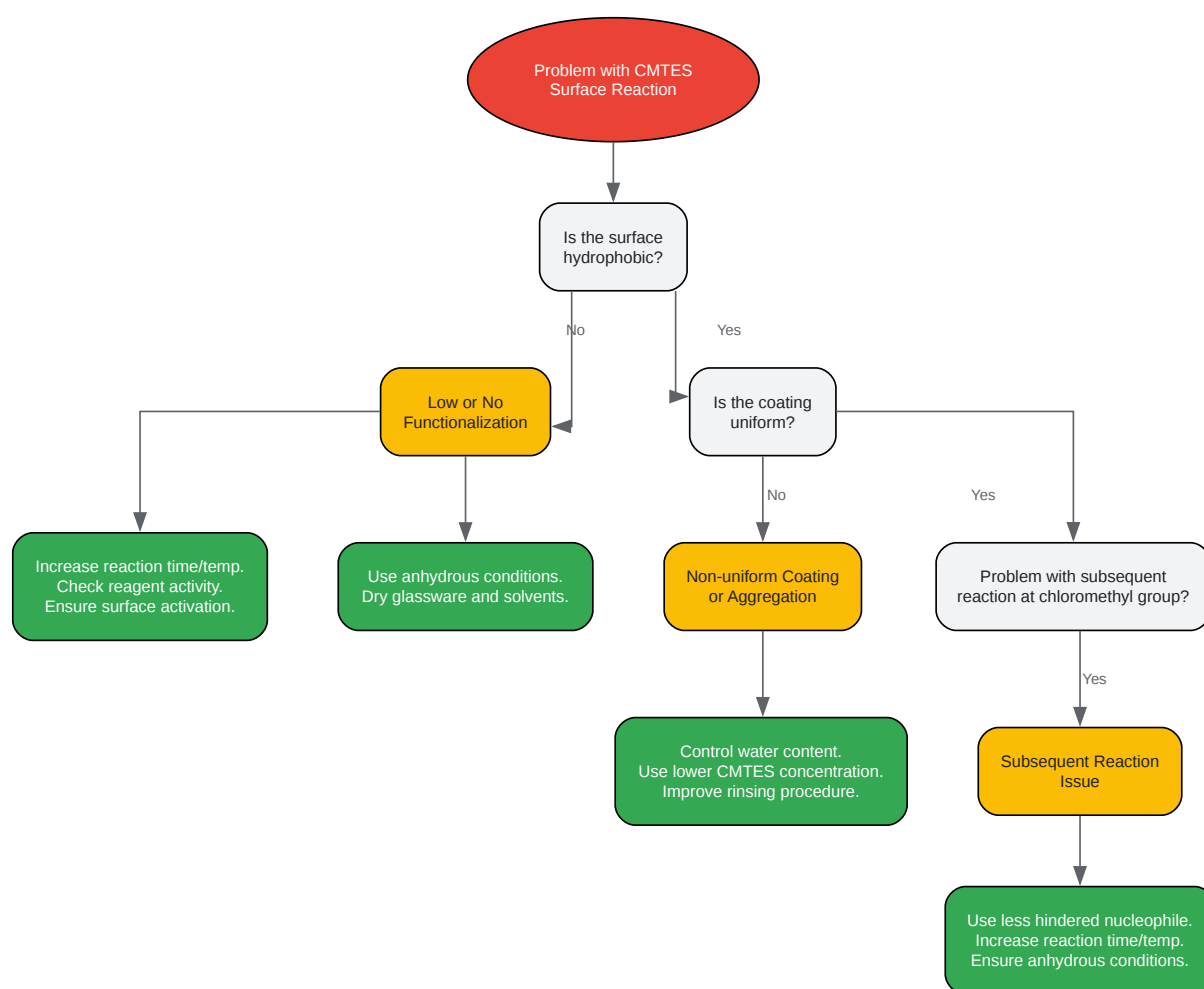 Problem with CMTES
Surface Reaction
Is the surface
hydrophobic?
No
Yes
Low or No
Functionalization
Is the coating
uniform?
No
Yes
Increase reaction time/temp.
Check reagent activity.
Ensure surface activation.
Use anhydrous conditions.
Dry glassware and solvents.
Non-uniform Coating
or Aggregation
Problem with subsequent
reaction at chloromethyl group?
Yes
Control water content.
Use lower CMTES concentration.
Improve rinsing procedure.
Subsequent Reaction
Issue
Use less hindered nucleophile.
Increase reaction time/temp.
Ensure anhydrous conditions.